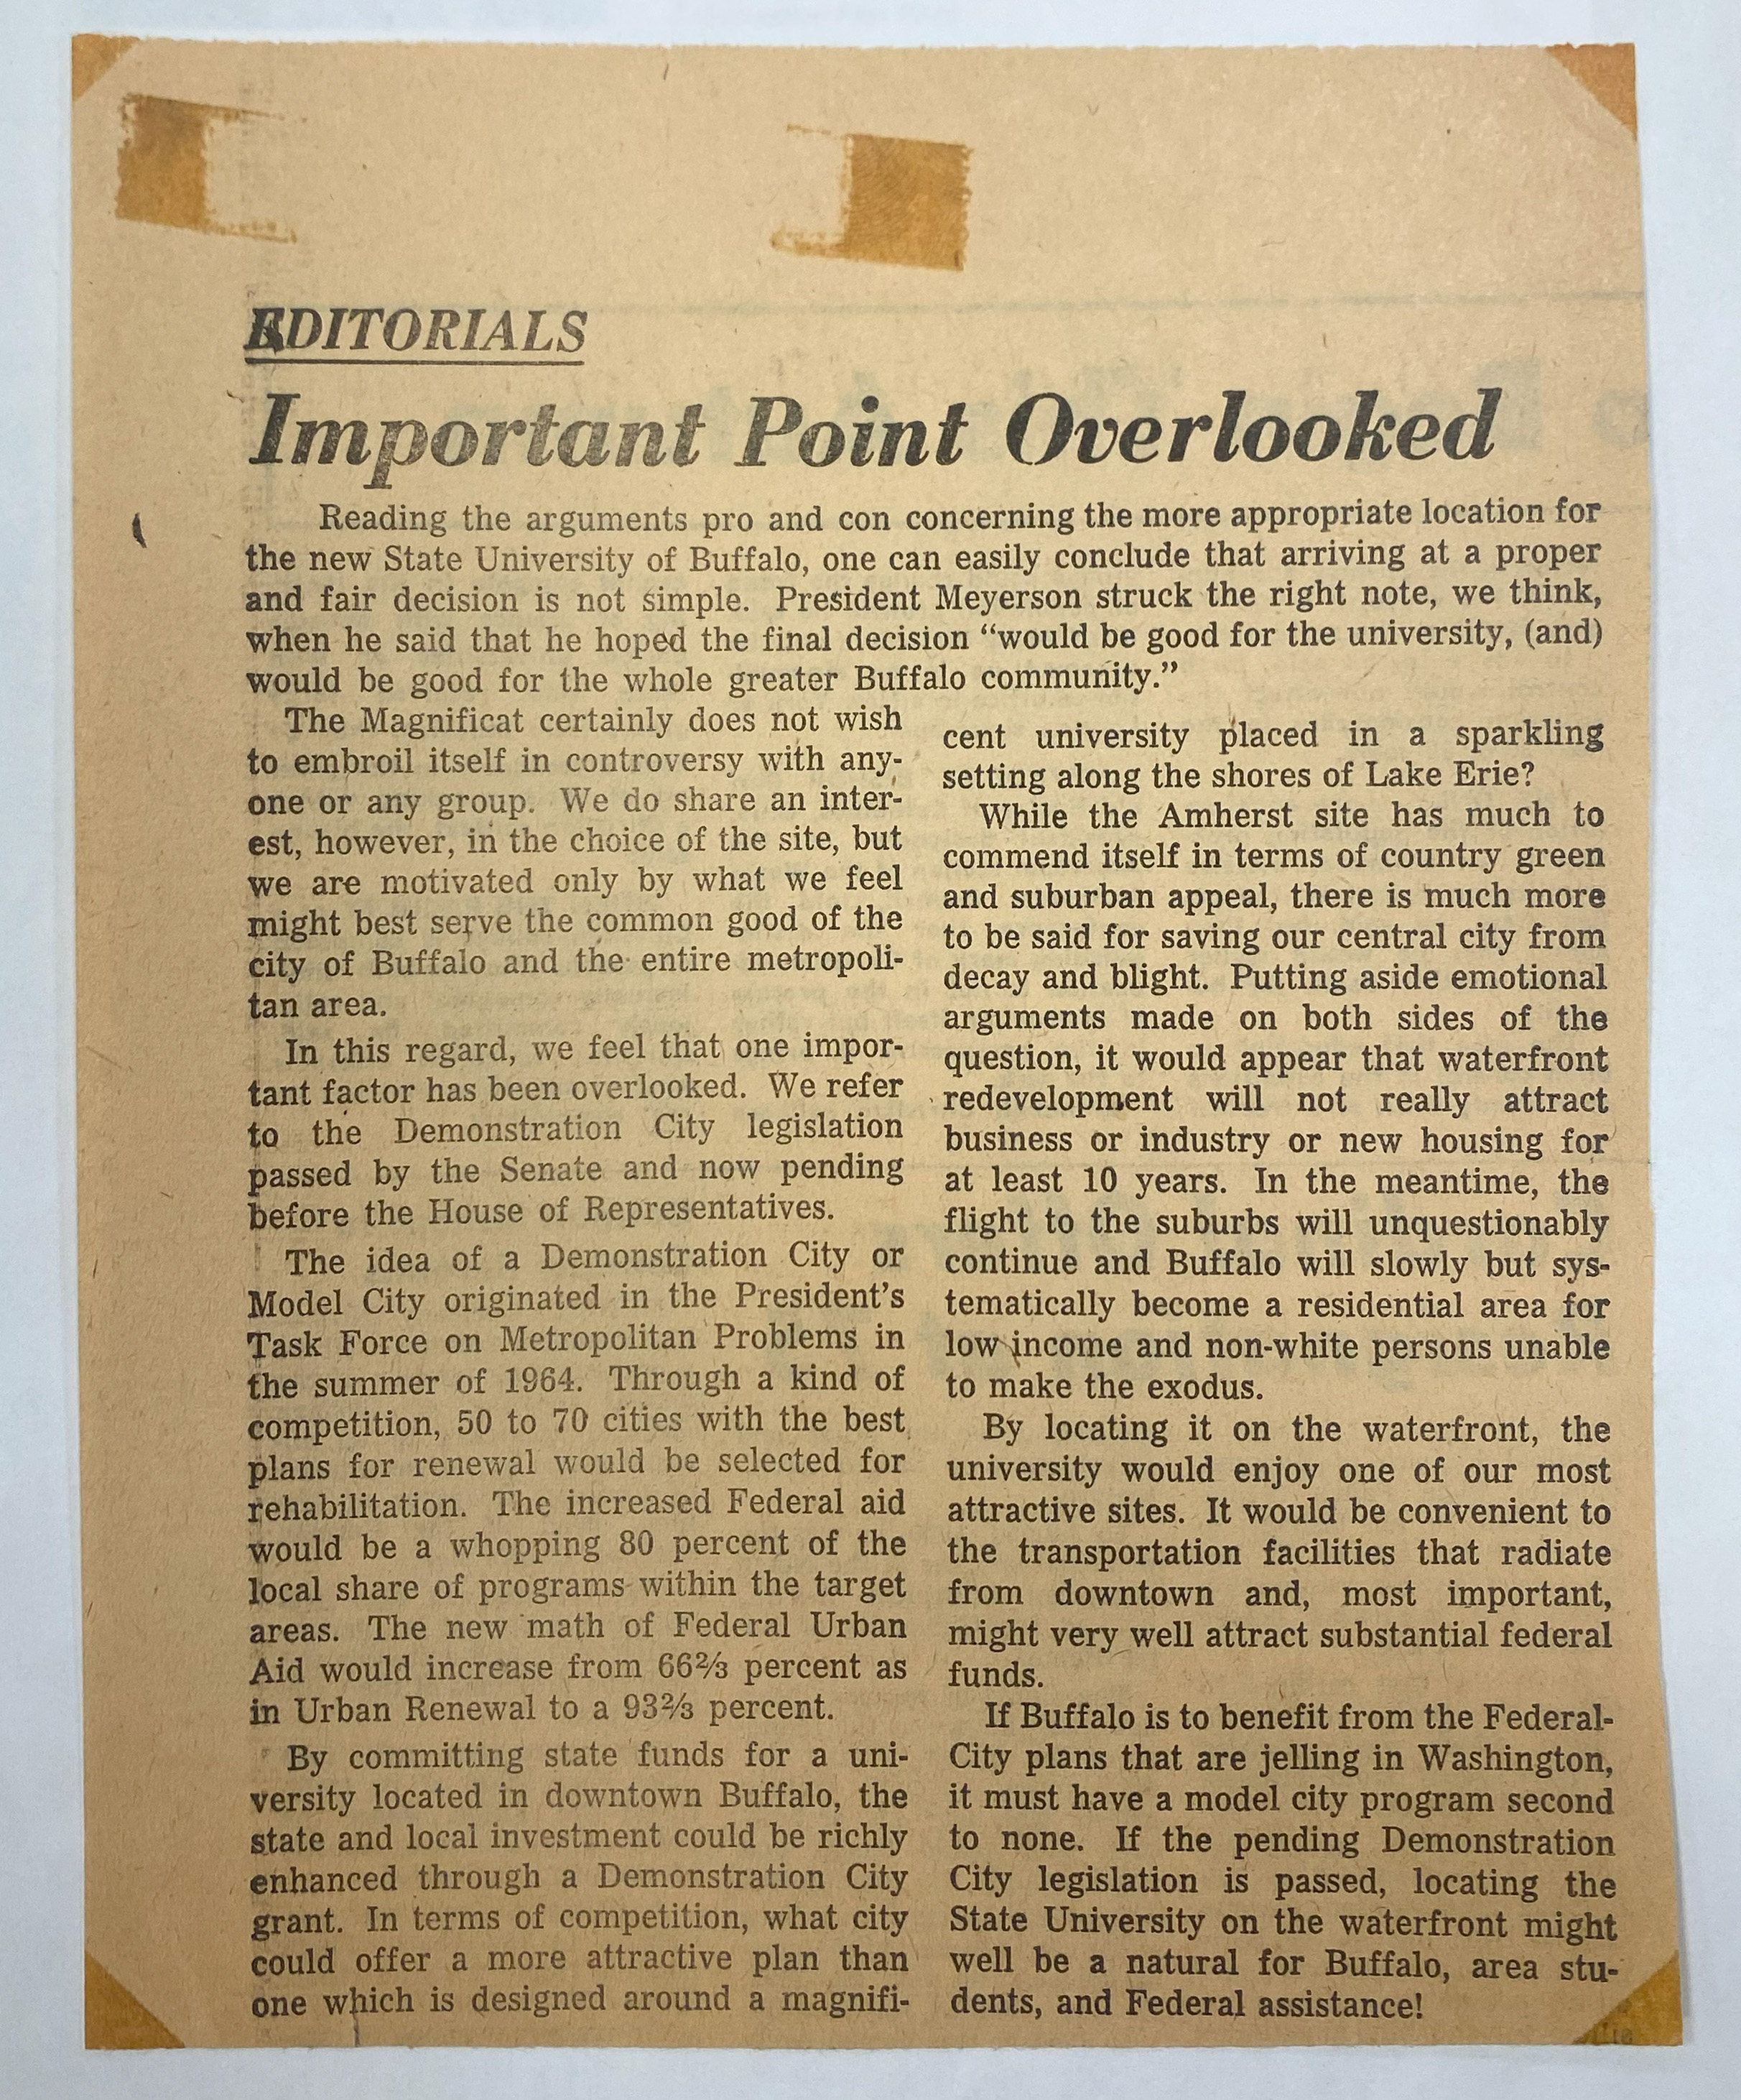 EDITORIALS
Important Point Overlooked
Reading the arguments pro and con concerning the more appropriate location for
the new State University of Buffalo, one can easily conclude that arriving at a proper
and fair decision is not simple. President Meyerson struck the right note, we think,
when he said that he hoped the final decision “would be good for the university, (and)
would be good for the whole greater Buffalo community.”
The Magnificat certainly does not wish
to embroil itself in controversy with any-
one or any group. We do share an inter-
est, however, in the choice of the site, but
we are motivated only by what we feel
might best serve the common good of the
city of Buffalo and the entire metropoli-
tan area.
In this regard, we feel that one impor-
tant factor has been overlooked. We refer
to the Demonstration City legislation
passed by the Senate and now pending
before the House of Representatives.
The idea of a Demonstration City or
Model City originated in the President’s
Task Force on Metropolitan Problems in
the summer of 1964. Through a kind of
competition, 50 to 70 cities with the best
plans for renewal would be selected for
rehabilitation. The increased Federal aid
would be a whopping 80 percent of the
local share of programs within the target
areas. The new math of Federal Urban
Aid would increase from 66⅔ percent as
in Urban Renewal to a 93⅔ percent.
By committing state funds for a uni-
versity located in downtown Buffalo, the
state and local investment could be richly
enhanced through a Demonstration City
grant. In terms of competition, what city
could offer a more attractive plan than
one which is designed around a magnifi-
cent university placed in a sparkling
setting along the shores of Lake Erie?
While the Amherst site has much to
commend itself in terms of country green
and suburban appeal, there is much more
to be said for saving our central city from
decay and blight. Putting aside emotional
arguments made on both sides of the
question, it would appear that waterfront
redevelopment will not really attract
business or industry or new housing for
at least 10 years. In the meantime, the
flight to the suburbs will unquestionably
continue and Buffalo will slowly but sys-
tematically become a residential area for
low income and non-white persons unable
to make the exodus.
By locating it on the waterfront, the
university would enjoy one of our most
attractive sites. It would be convenient to
the transportation facilities that radiate
from downtown and, most important,
might very well attract substantial federal
funds.
If Buffalo is to benefit from the Federal-
City plans that are jelling in Washington,
it must have a model city program second
to none. If the pending Demonstration
City legislation is passed, locating the
State University on the waterfront might
well be a natural for Buffalo, area stu-
dents, and Federal assistance!